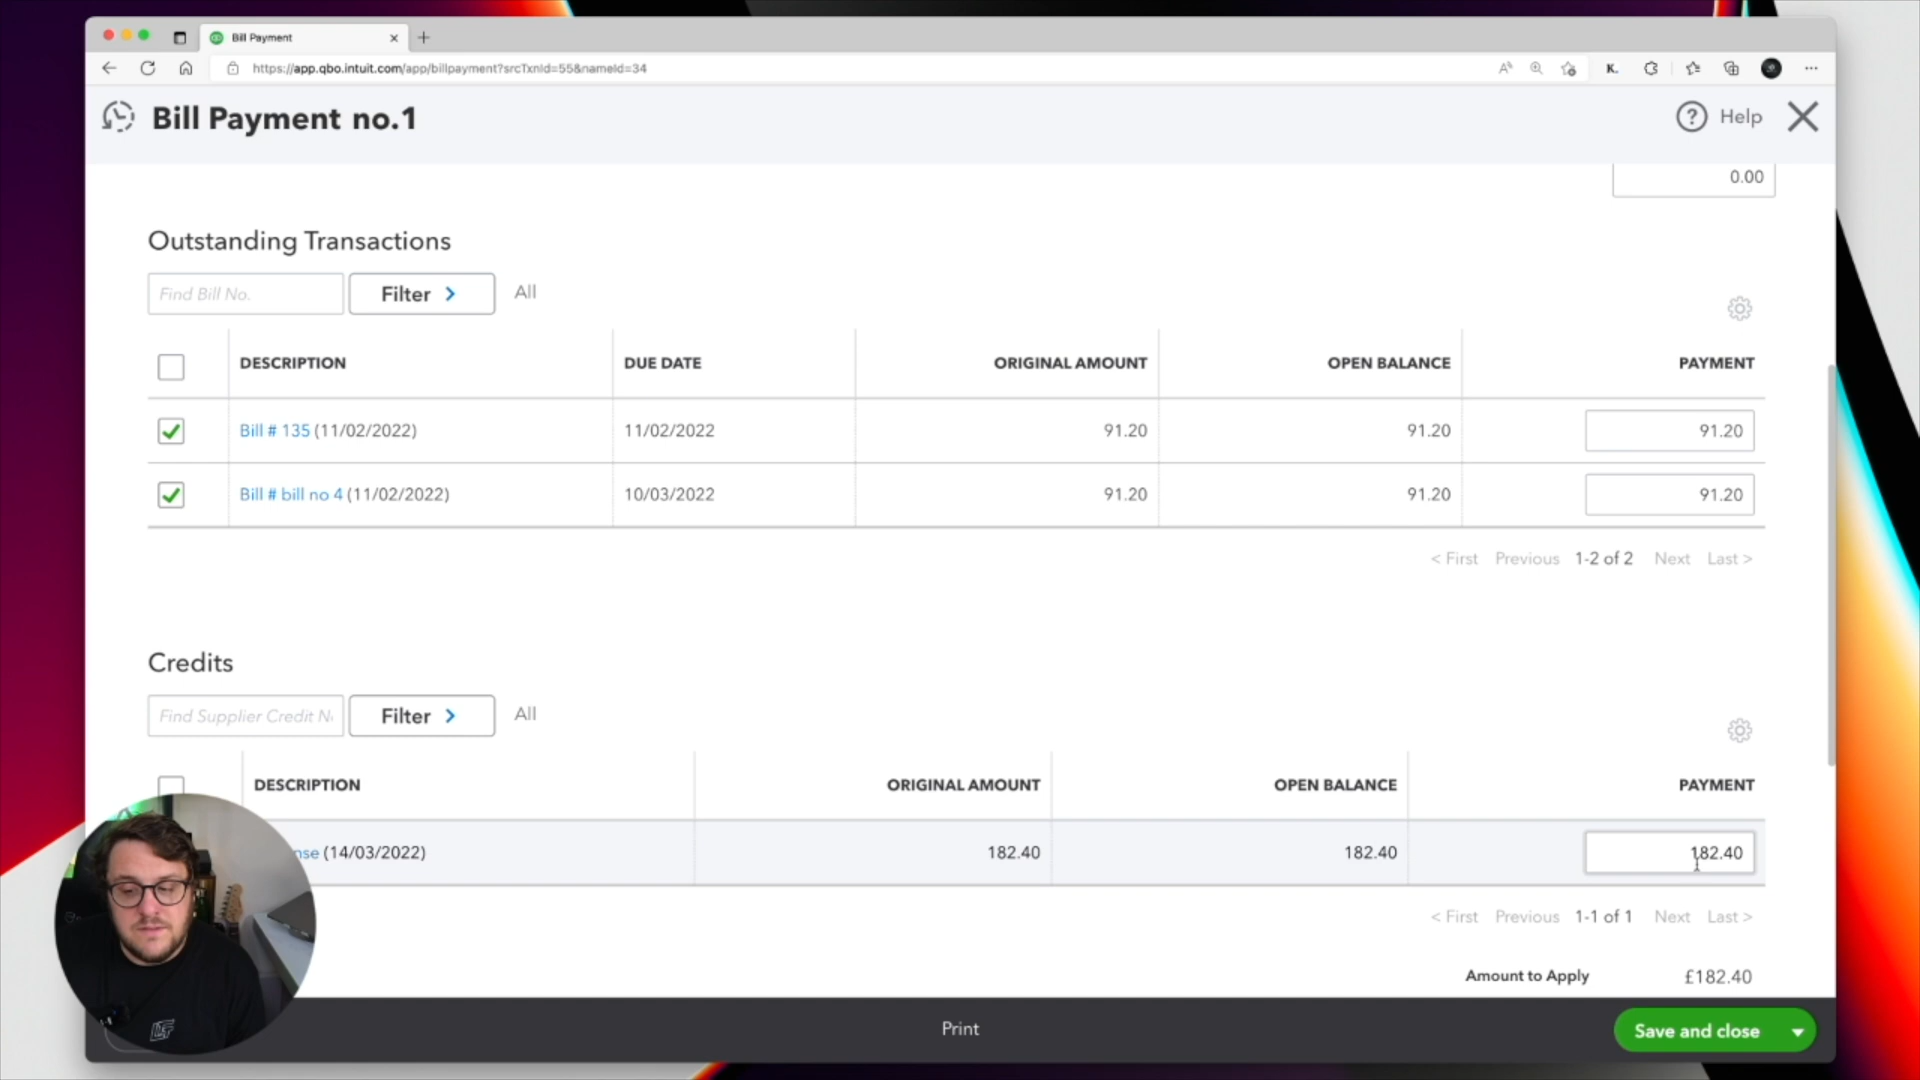 Bill Payment
https://app.qbo.intuit.com/app/billpayment?srcTxnId=55&nameId=34
K.
Bill Payment no.1
Help
0.00
Outstanding Transactions
Find Bill No.
Filter
All
DESCRIPTION DUE DATE ORIGINAL AMOUNT OPEN BALANCE PAYMENT
Bill # 135 (11/02/2022) 11/02/2022 91.20 91.20 91.20
Bill # bill no 4 (11/02/2022) 10/03/2022 91.20 91.20 91.20
< First Previous 1-2 of 2 Next Last >
Credits
Find Supplier Credit N
Filter
All
DESCRIPTION ORIGINAL AMOUNT OPEN BALANCE PAYMENT
nse (14/03/2022) 182.40 182.40 182.40
< First Previous 1-1 of 1 Next Last >
Amount to Apply £182.40
Print
Save and close